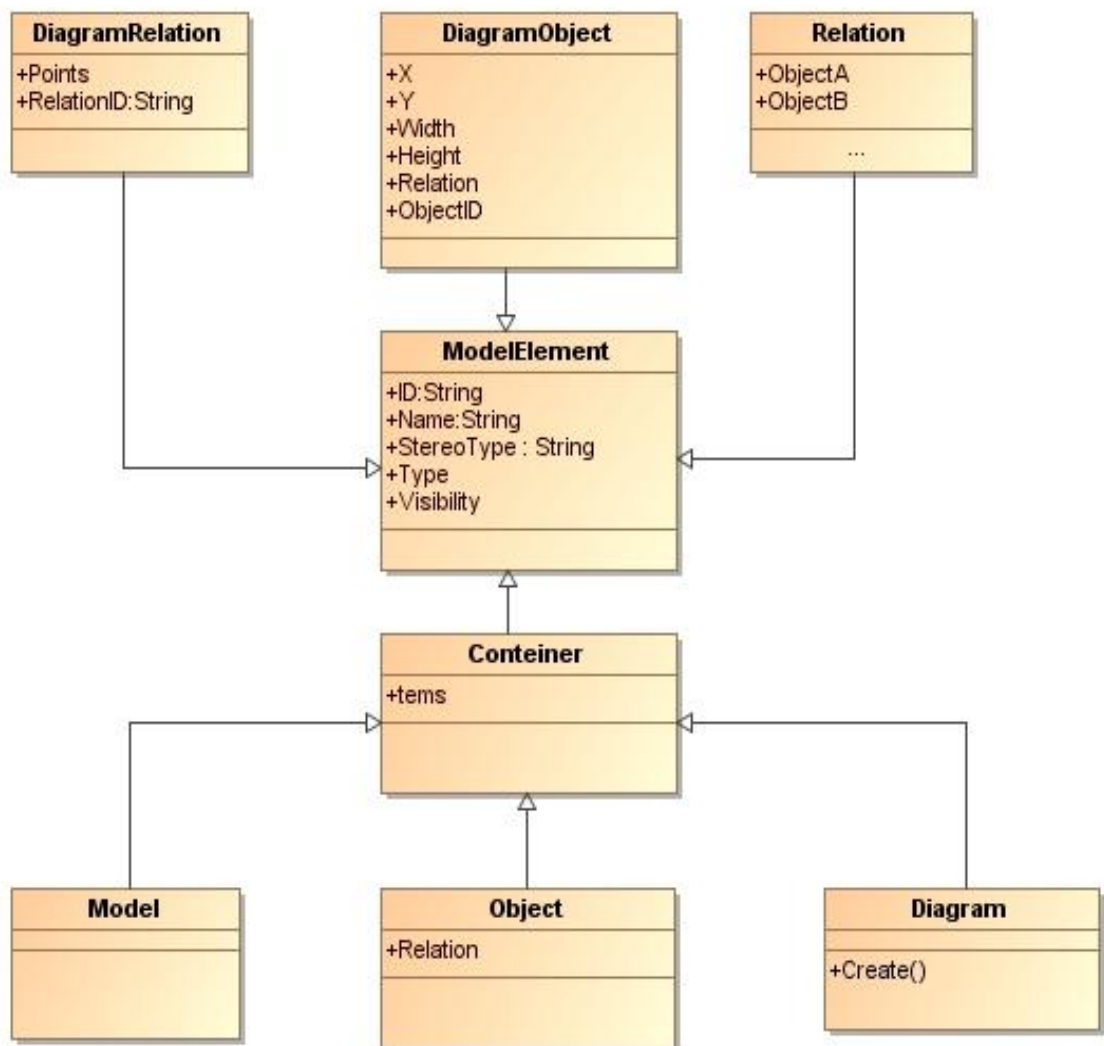 DiagramRelation
+Points
+RelationID:String
DiagramObject
+X
+Y
+Width
+Height
+Relation
+ObjectID
Relation
+ObjectA
+ObjectB
...
ModelElement
+ID:String
+Name:String
+StereoType : String
+Type
+Visibility
Conteiner
+tems
Model
Object
+Relation
Diagram
+Create()